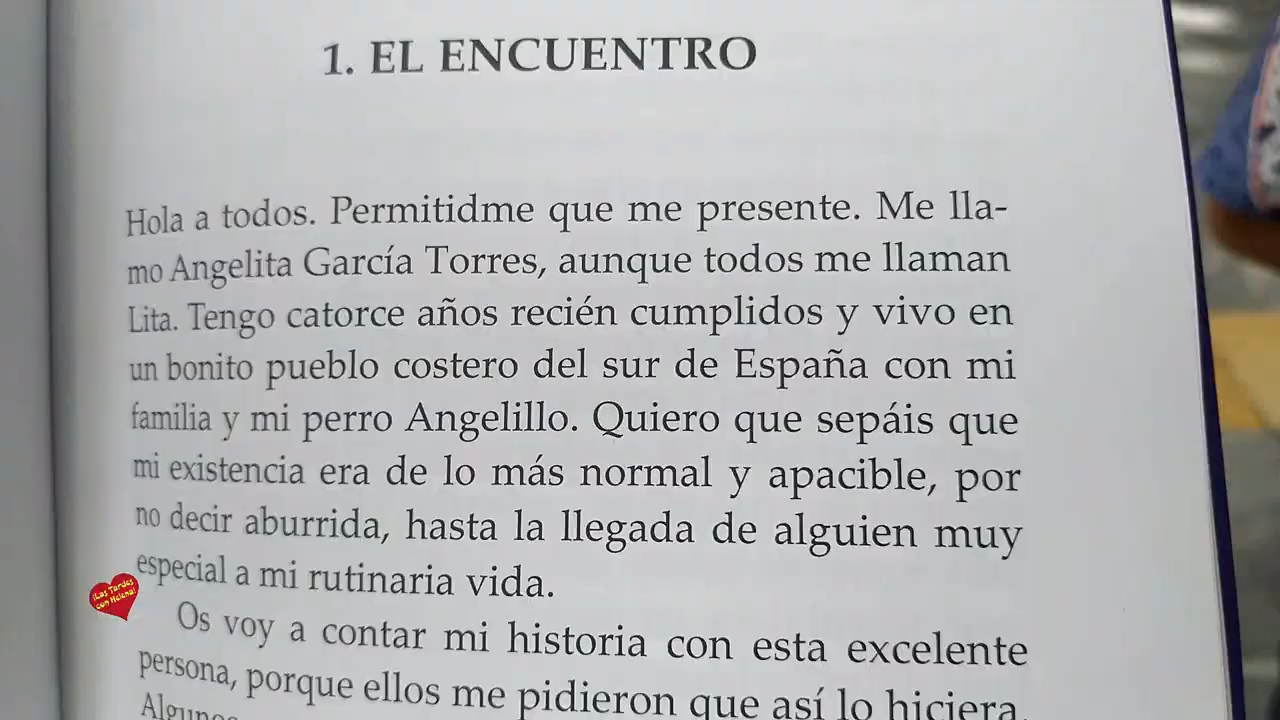 1. EL ENCUENTRO
Hola a todos. Permitidme que me presente. Me lla-
mo Angelita García Torres, aunque todos me llaman
Lita. Tengo catorce años recién cumplidos y vivo en
un bonito pueblo costero del sur de España con mi
familia y mi perro Angelillo. Quiero que sepáis que
mi existencia era de lo más normal y apacible, por
no decir aburrida, hasta la llegada de alguien muy
especial a mi rutinaria vida.
¡Las Tardes
con Helena!
Os voy a contar mi historia con esta excelente
persona, porque ellos me pidieron que así lo hiciera.